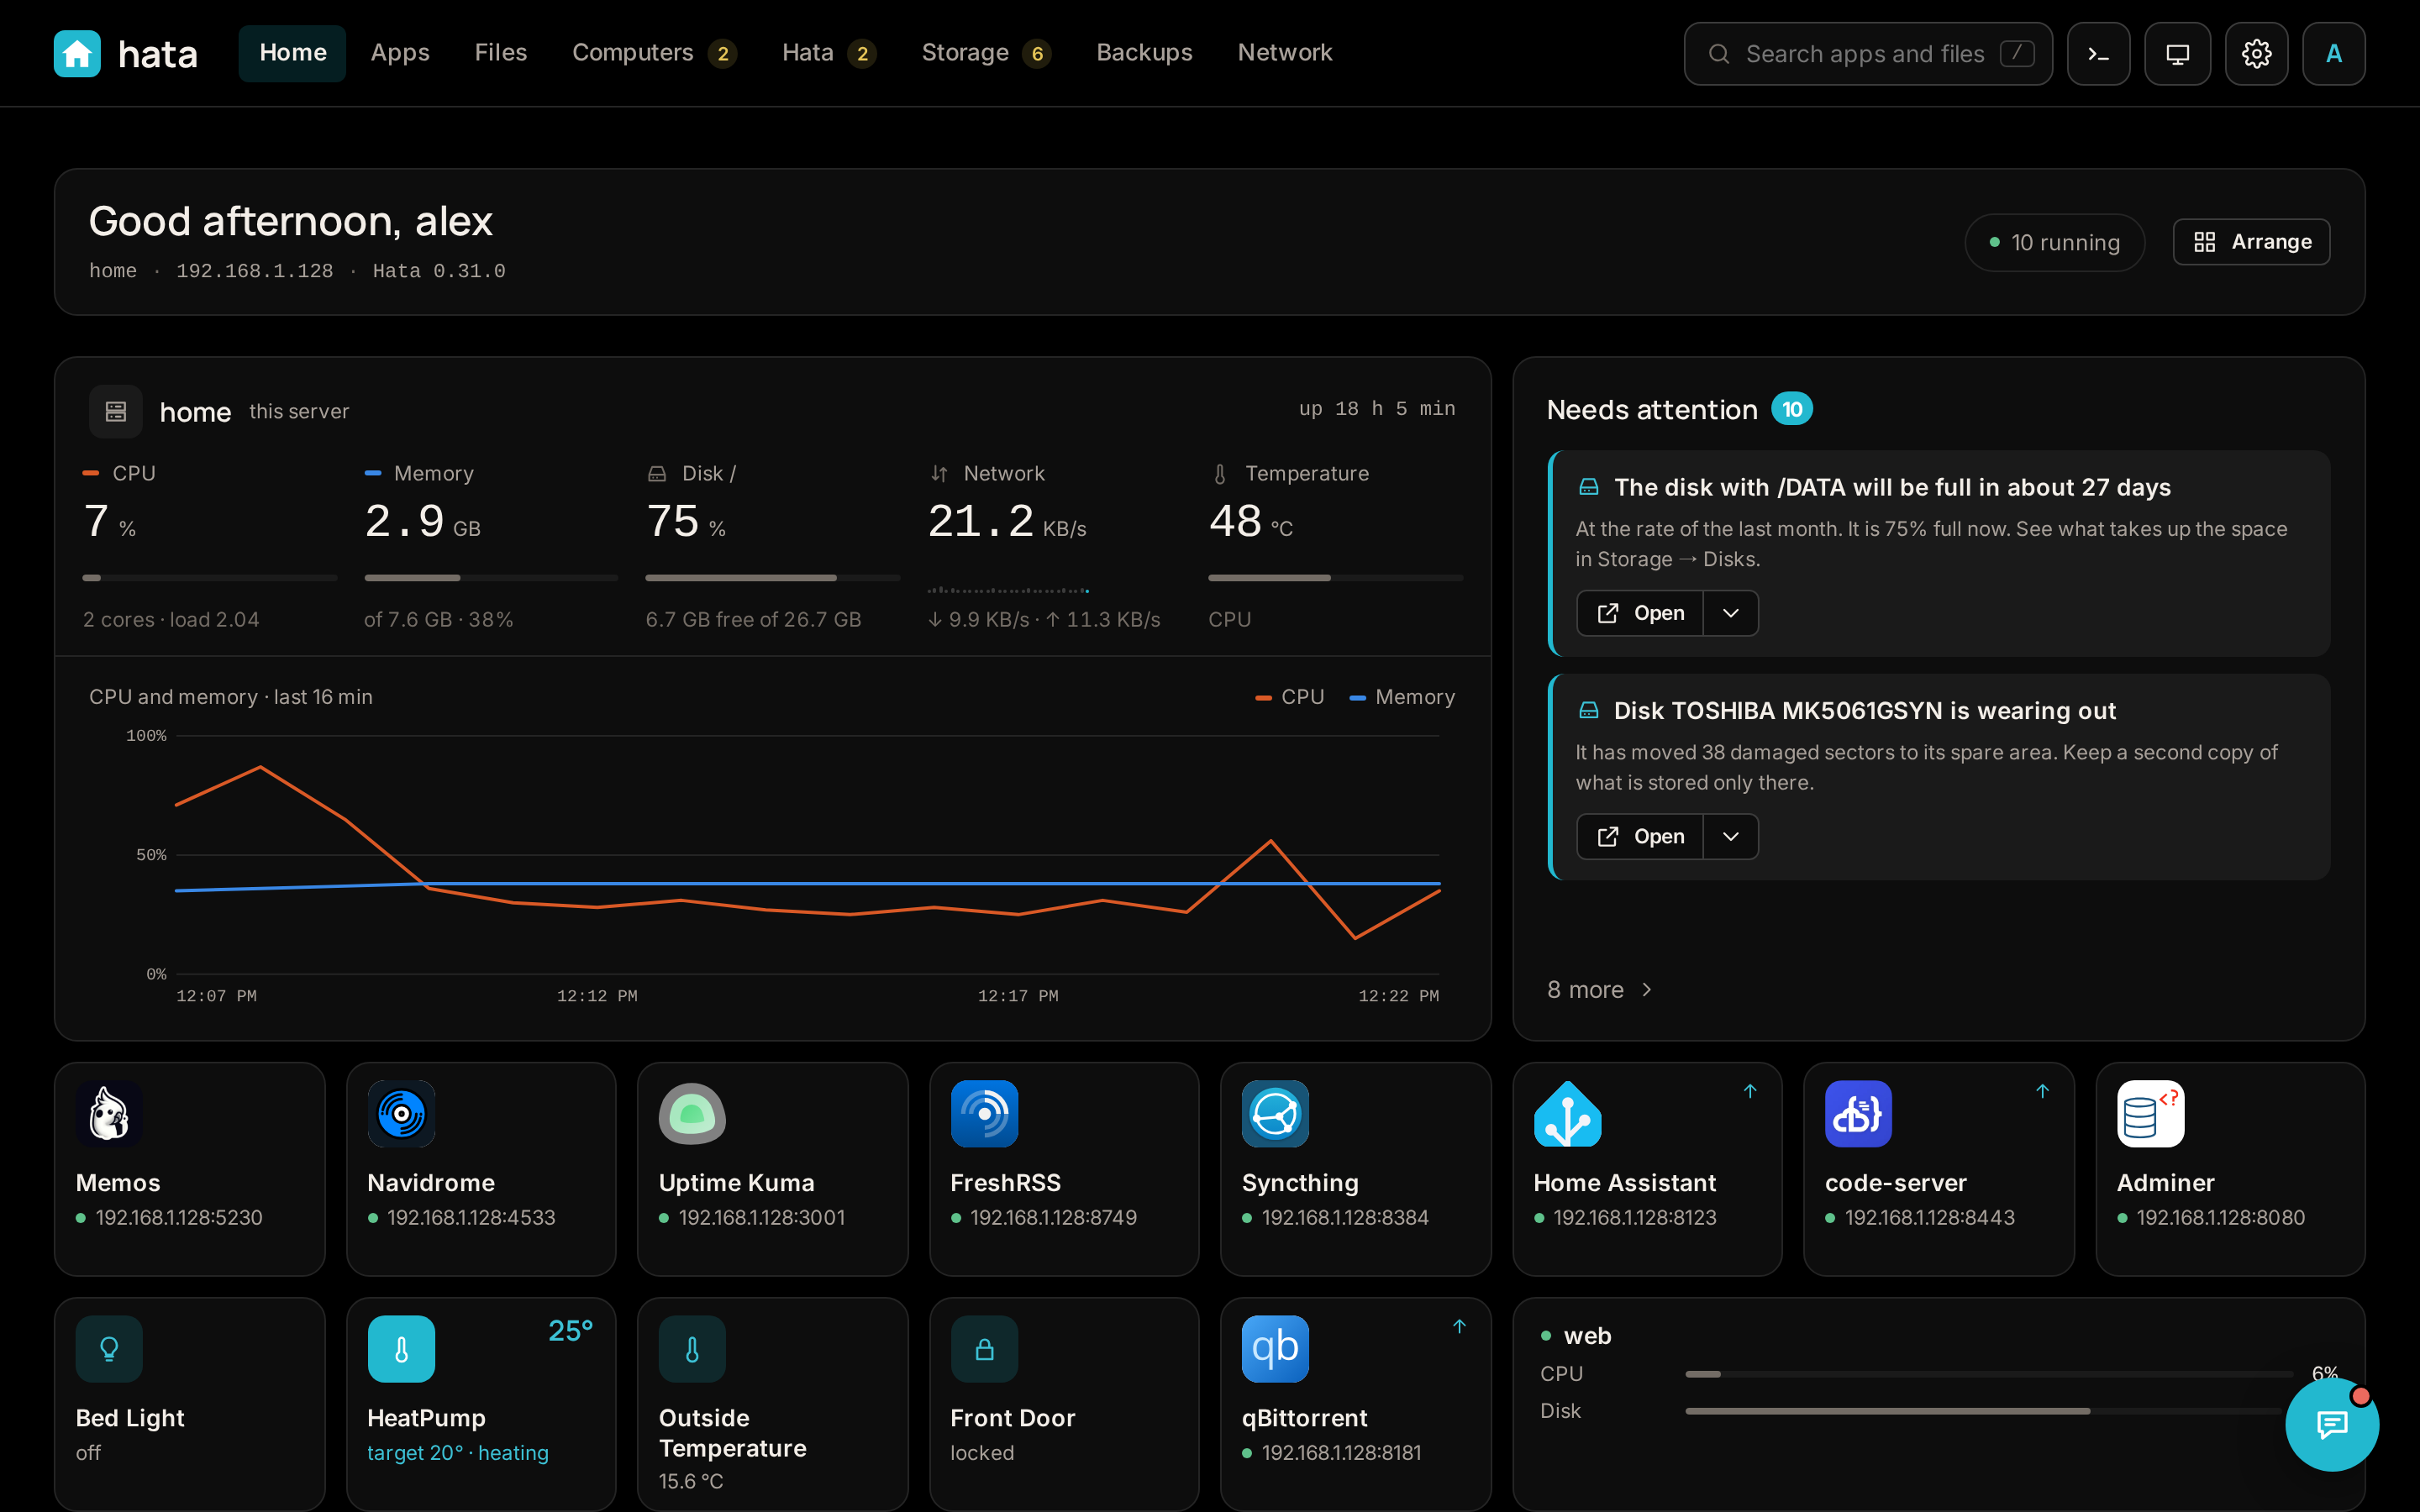 hata
Home
Apps
Files
Computers 2
Hata 2
Storage 6
Backups
Network
Search apps and files /
A
Good afternoon, alex
home · 192.168.1.128 · Hata 0.31.0
10 running
Arrange
home this server
up 18 h 5 min
CPU
7 %
2 cores · load 2.04
Memory
2.9 GB
of 7.6 GB · 38%
Disk /
75 %
6.7 GB free of 26.7 GB
Network
21.2 KB/s
↓ 9.9 KB/s · ↑ 11.3 KB/s
Temperature
48 °C
CPU
CPU and memory · last 16 min
CPU
Memory
100%
50%
0%
12:07 PM
12:12 PM
12:17 PM
12:22 PM
Needs attention 10
The disk with /DATA will be full in about 27 days
At the rate of the last month. It is 75% full now. See what takes up the space
in Storage → Disks.
Open
Disk TOSHIBA MK5061GSYN is wearing out
It has moved 38 damaged sectors to its spare area. Keep a second copy of
what is stored only there.
Open
8 more
Memos
192.168.1.128:5230
Navidrome
192.168.1.128:4533
Uptime Kuma
192.168.1.128:3001
FreshRSS
192.168.1.128:8749
Syncthing
192.168.1.128:8384
Home Assistant
192.168.1.128:8123
code-server
192.168.1.128:8443
<?
Adminer
192.168.1.128:8080
Bed Light
off
25°
HeatPump
target 20° · heating
Outside
Temperature
15.6 °C
Front Door
locked
qb
qBittorrent
192.168.1.128:8181
web
CPU
6%
Disk